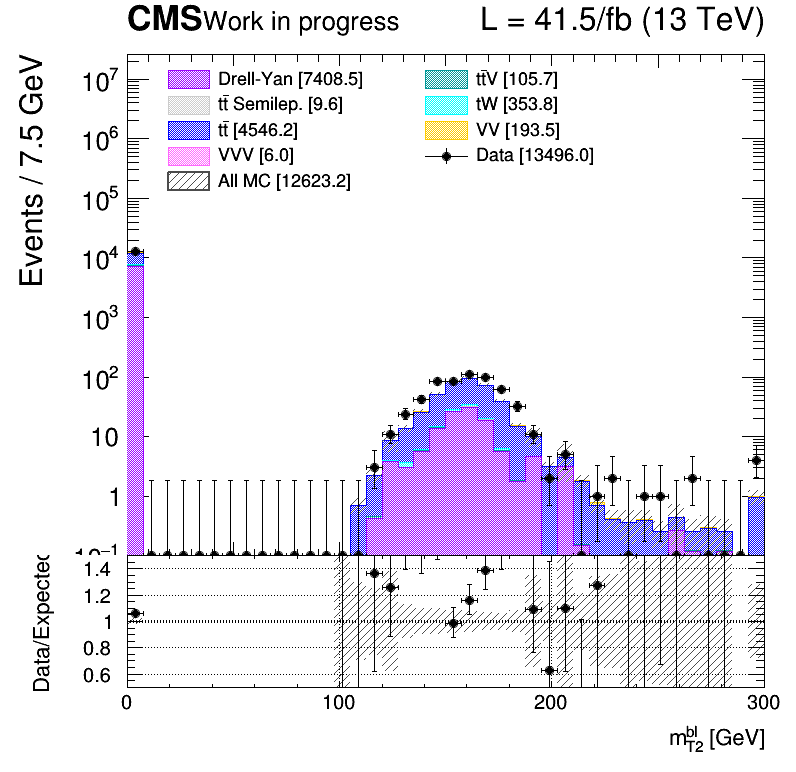 CMS Work in progress L = 41.5/fb (13 TeV)
Events / 7.5 GeV
10⁷
10⁶
10⁵
10⁴
10³
10²
10
1
10⁻¹
Drell-Yan [7408.5]
tt̄ Semilep. [9.6]
tt̄ [4546.2]
VVV [6.0]
All MC [12623.2]
tt̄V [105.7]
tW [353.8]
VV [193.5]
Data [13496.0]
Data/Expected
1.4
1.2
1
0.8
0.6
0 100 200 300
m_T2^bl [GeV]